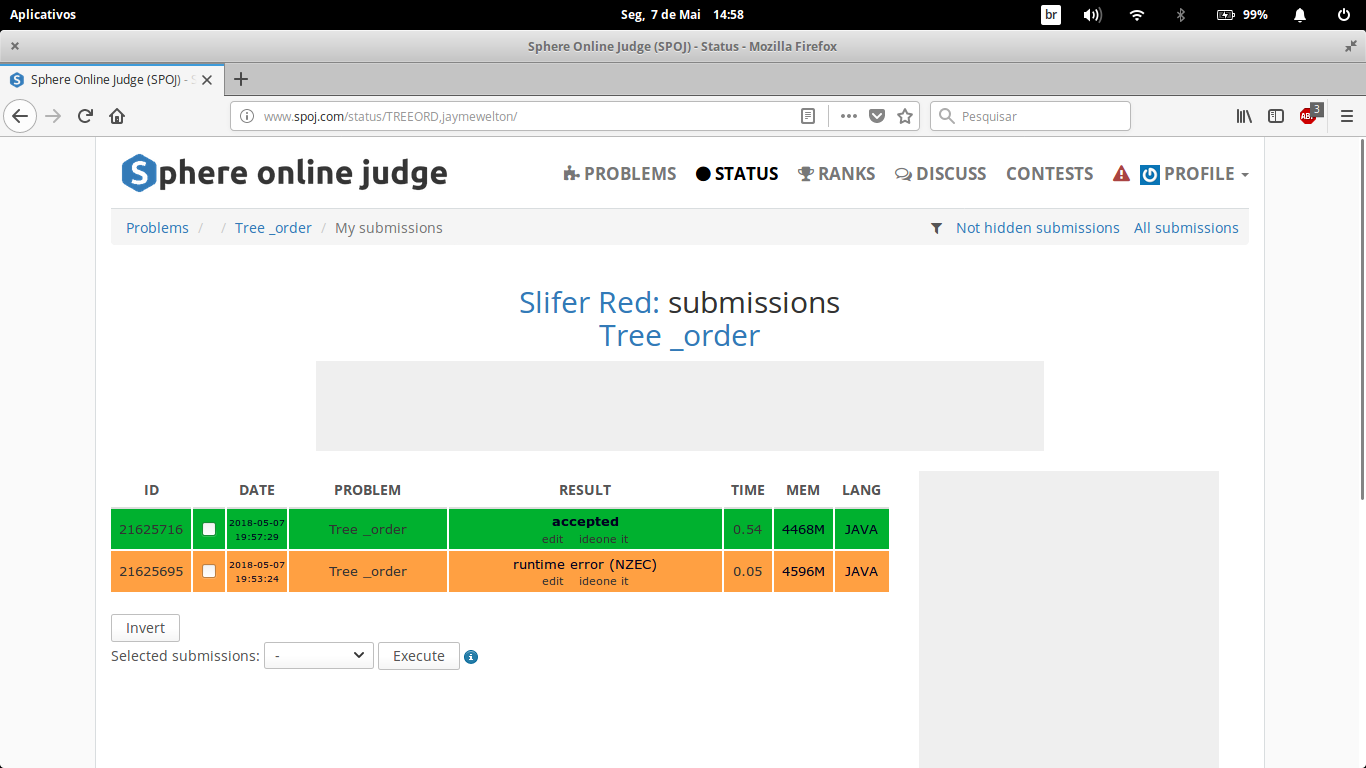 Aplicativos
Seg, 7 de Mai 14:58
br
99%
Sphere Online Judge (SPOJ) - Status - Mozilla Firefox
Sphere Online Judge (SPOJ) -
www.spoj.com/status/TREEORD,jaymewelton/
Pesquisar
ABP
3
Sphere online judge
PROBLEMS
STATUS
RANKS
DISCUSS
CONTESTS
PROFILE
Problems / / Tree _order / My submissions
Not hidden submissions
All submissions
Slifer Red: submissions
Tree _order
ID DATE PROBLEM RESULT TIME MEM LANG
21625716 2018-05-07 19:57:29 Tree _order accepted edit ideone it 0.54 4468M JAVA
21625695 2018-05-07 19:53:24 Tree _order runtime error (NZEC) edit ideone it 0.05 4596M JAVA
Invert
Selected submissions: - Execute